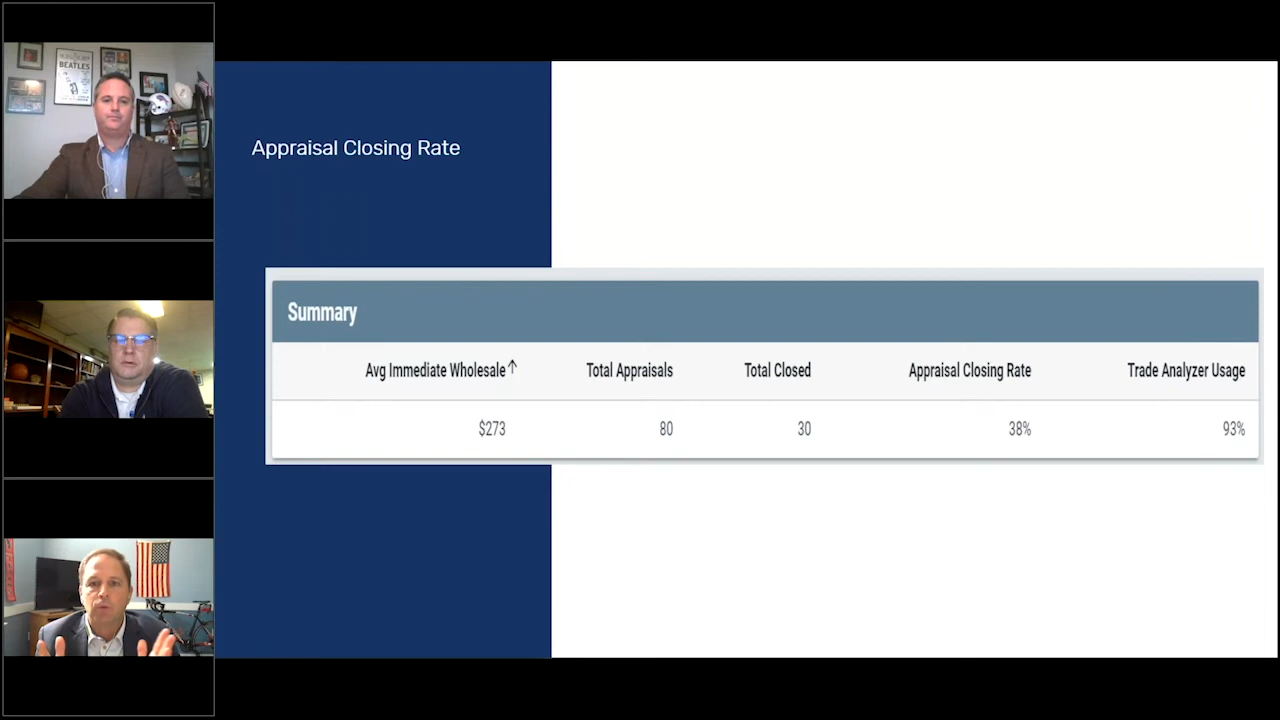 BEATLES
Appraisal Closing Rate
Summary
Avg Immediate Wholesale↑ Total Appraisals Total Closed Appraisal Closing Rate Trade Analyzer Usage
$273 80 30 38% 93%